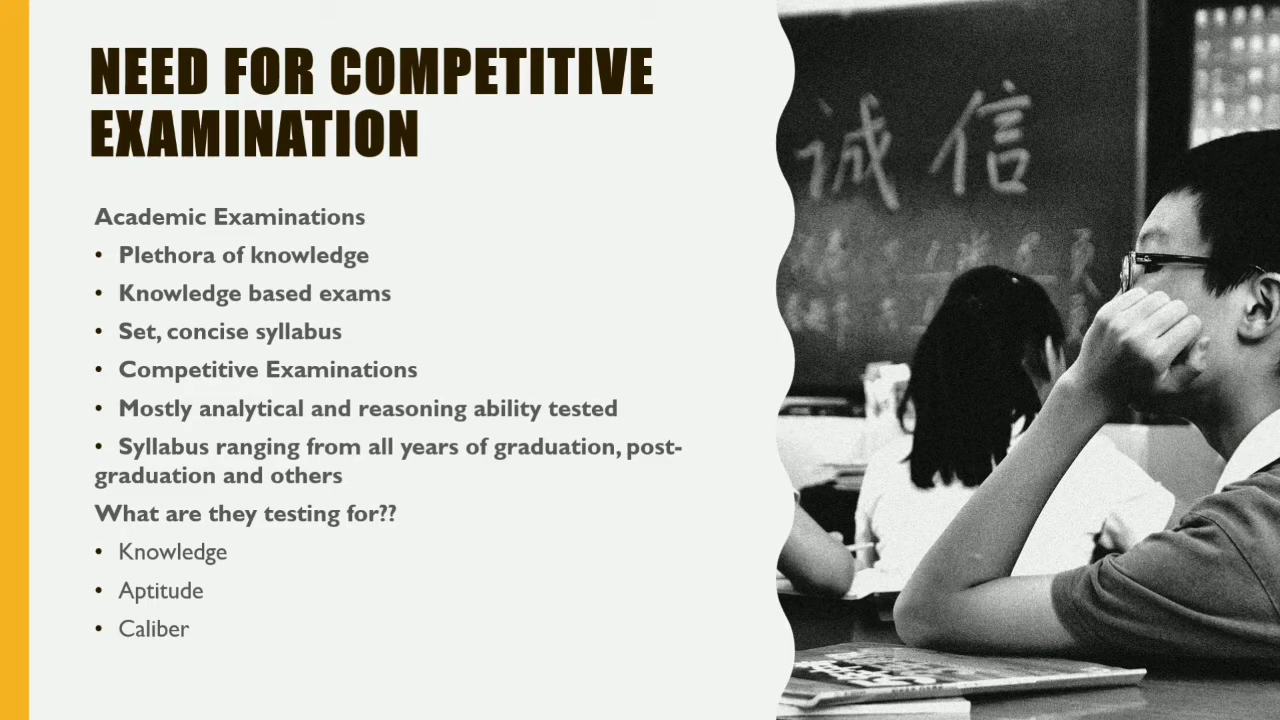 NEED FOR COMPETITIVE
EXAMINATION
Academic Examinations
• Plethora of knowledge
• Knowledge based exams
• Set, concise syllabus
• Competitive Examinations
• Mostly analytical and reasoning ability tested
• Syllabus ranging from all years of graduation, post-
graduation and others
What are they testing for??
• Knowledge
• Aptitude
• Caliber
诚信